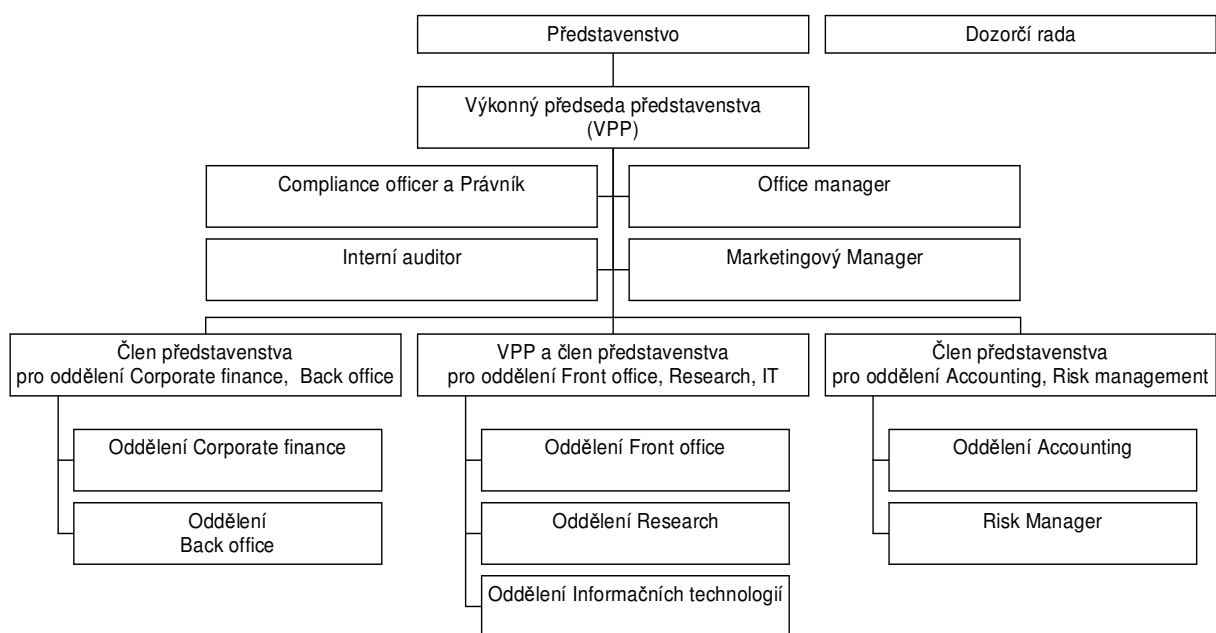 Představenstvo
Dozorčí rada
Výkonný předseda představenstva
(VPP)
Compliance officer a Právník
Office manager
Interní auditor
Marketingový Manager
Člen představenstva
pro oddělení Corporate finance, Back office
VPP a člen představenstva
pro oddělení Front office, Research, IT
Člen představenstva
pro oddělení Accounting, Risk management
Oddělení Corporate finance
Oddělení
Back office
Oddělení Front office
Oddělení Research
Oddělení Informačních technologií
Oddělení Accounting
Risk Manager